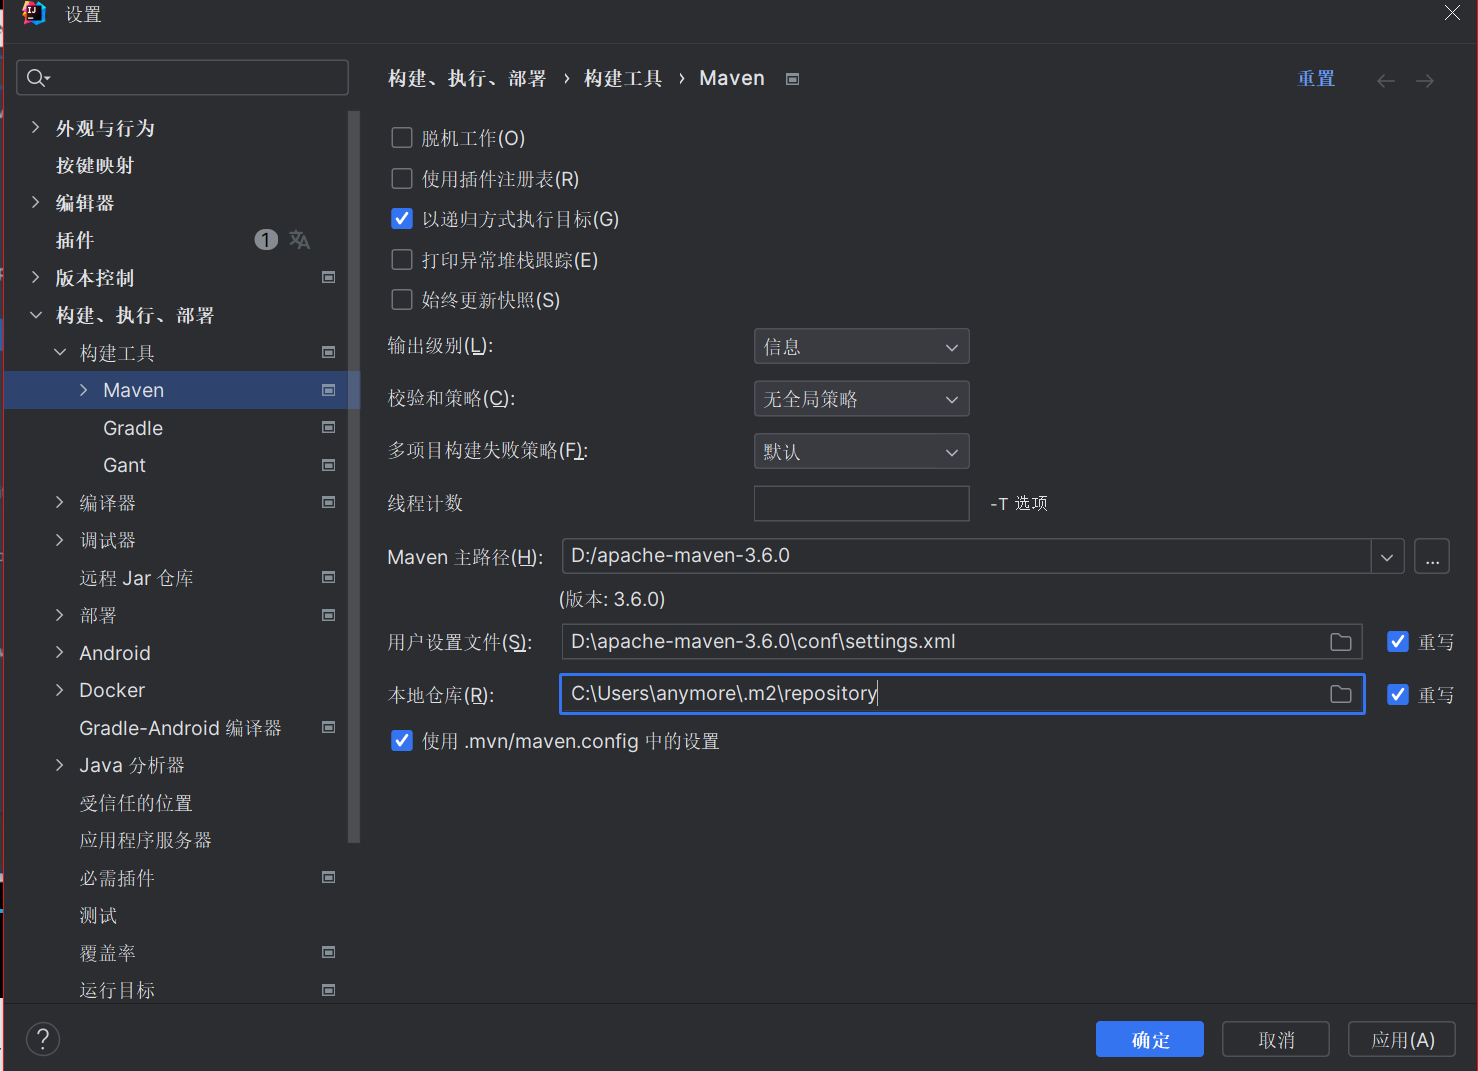 设置
构建、执行、部署 › 构建工具 › Maven
重置
外观与行为
按键映射
编辑器
插件 1
版本控制
构建、执行、部署
构建工具
Maven
Gradle
Gant
编译器
调试器
远程 Jar 仓库
部署
Android
Docker
Gradle-Android 编译器
Java 分析器
受信任的位置
应用程序服务器
必需插件
测试
覆盖率
运行目标
脱机工作(O)
使用插件注册表(R)
以递归方式执行目标(G)
打印异常堆栈跟踪(E)
始终更新快照(S)
输出级别(L): 信息
校验和策略(C): 无全局策略
多项目构建失败策略(F): 默认
线程计数 -T 选项
Maven 主路径(H): D:/apache-maven-3.6.0 ...
(版本: 3.6.0)
用户设置文件(S): D:\apache-maven-3.6.0\conf\settings.xml 重写
本地仓库(R): C:\Users\anymore\.m2\repository 重写
使用 .mvn/maven.config 中的设置
? 确定 取消 应用(A)